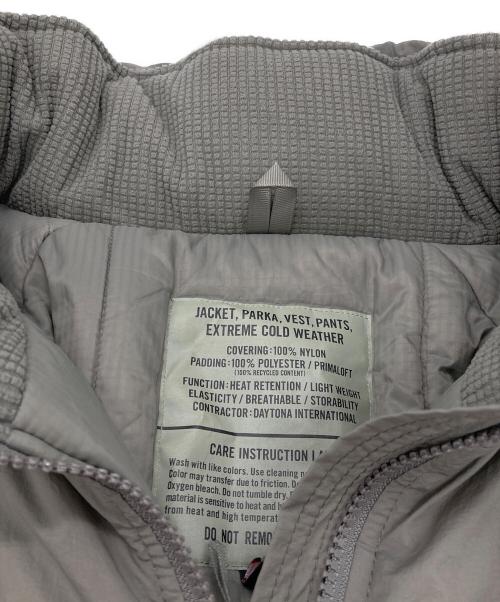 JACKET, PARKA, VEST, PANTS,
EXTREME COLD WEATHER
COVERING:100% NYLON
PADDING:100% POLYESTER / PRIMALOFT
(100% RECYCLED CONTENT)
FUNCTION:HEAT RETENTION / LIGHT WEIGHT
ELASTICITY / BREATHABLE / STORABILITY
CONTRACTOR:DAYTONA INTERNATIONAL
CARE INSTRUCTION
Wash with like colors. Use cleaning
Color may transfer due to friction.
Oxygen bleach. Do not tumble dry.
material is sensitive to heat and
from heat and high
DO NOT